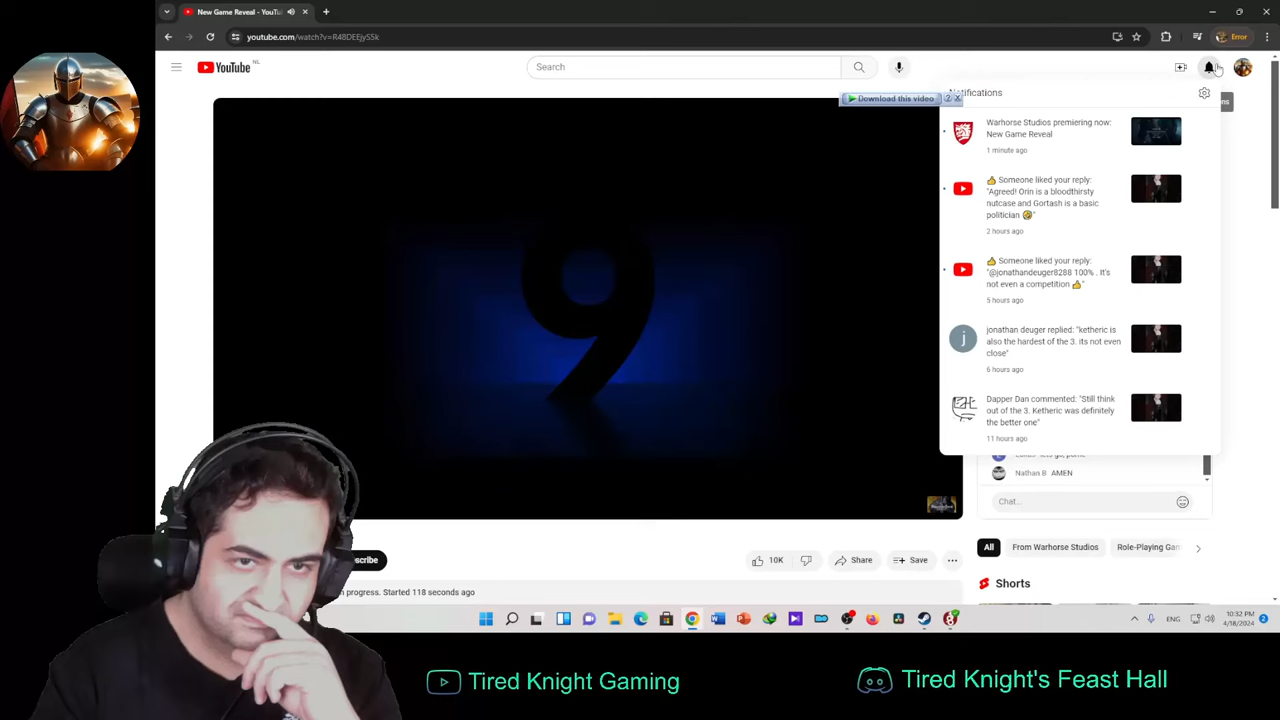 New Game Reveal - YouTu
youtube.com/watch?v=R4BDEEjyS5k
Error
YouTube NL
Search
Download this video
Notifications
Warhorse Studios premiering now:
New Game Reveal
1 minute ago
👍 Someone liked your reply:
"Agreed! Orin is a bloodthirsty
nutcase and Gortash is a basic
politician 🤣"
2 hours ago
👍 Someone liked your reply:
"@jonathandeuger8288 100% . It's
not even a competition 👍"
5 hours ago
j
jonathan deuger replied: "ketheric is
also the hardest of the 3. its not even
close"
6 hours ago
Dapper Dan commented: "Still think
out of the 3. Ketheric was definitely
the better one"
11 hours ago
9
Nathan B AMEN
Chat...
scribe
10K
Share
Save
All
From Warhorse Studios
Role-Playing Gam
n progress. Started 118 seconds ago
Shorts
ENG
10:32 PM
4/18/2024
2
Tired Knight Gaming
Tired Knight's Feast Hall